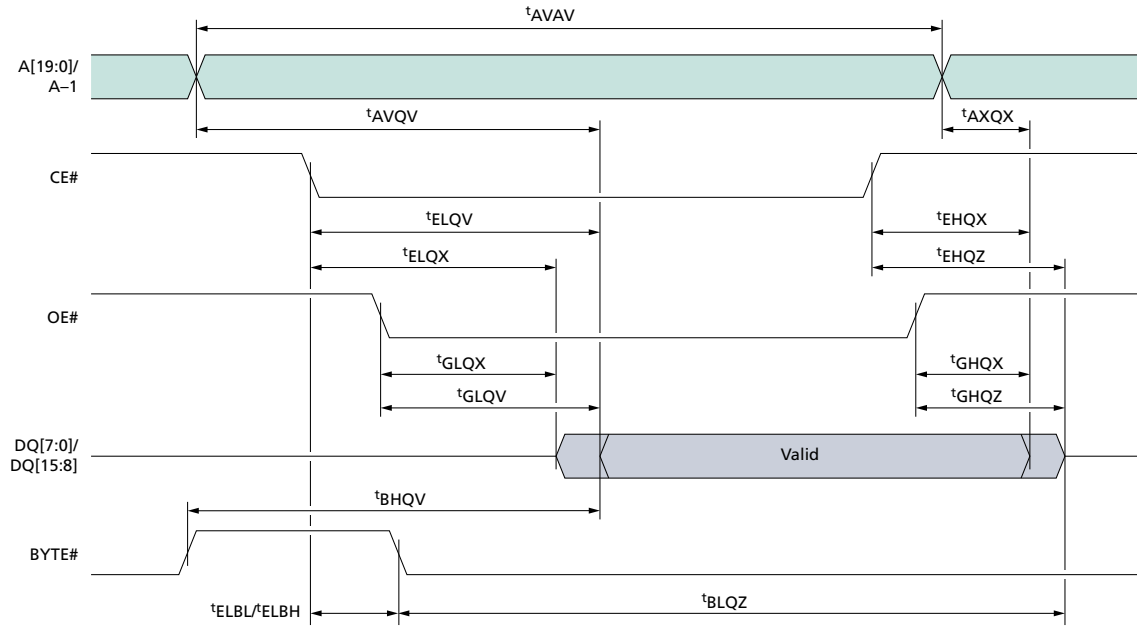 tAVAV
A[19:0]/
A–1
tAVQV
tAXQX
CE#
tELQV
tEHQX
tELQX
tEHQZ
OE#
tGLQX
tGHQX
tGLQV
tGHQZ
DQ[7:0]/
DQ[15:8]
Valid
tBHQV
BYTE#
tELBL/tELBH
tBLQZ